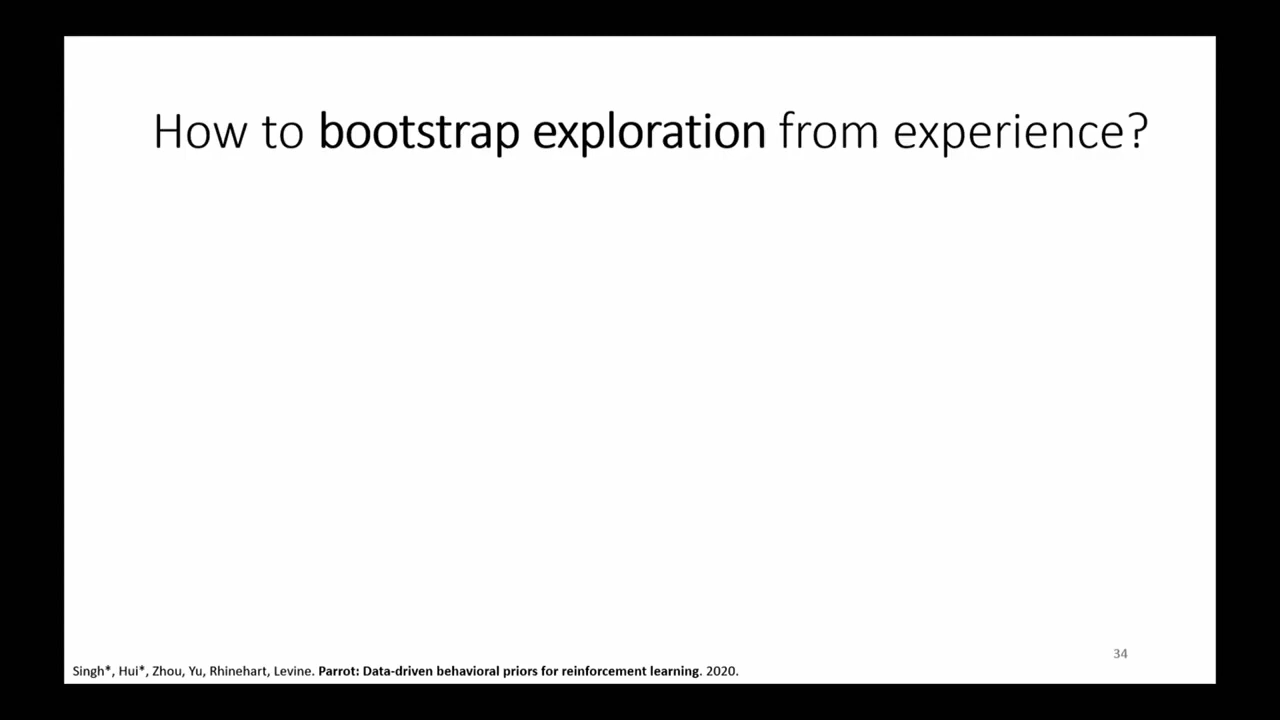 How to bootstrap exploration from experience?
34
Singh*, Hui*, Zhou, Yu, Rhinehart, Levine. Parrot: Data-driven behavioral priors for reinforcement learning. 2020.